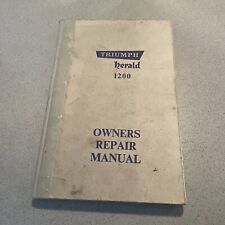 TRIUMPH
Herald
1200
OWNERS
REPAIR
MANUAL